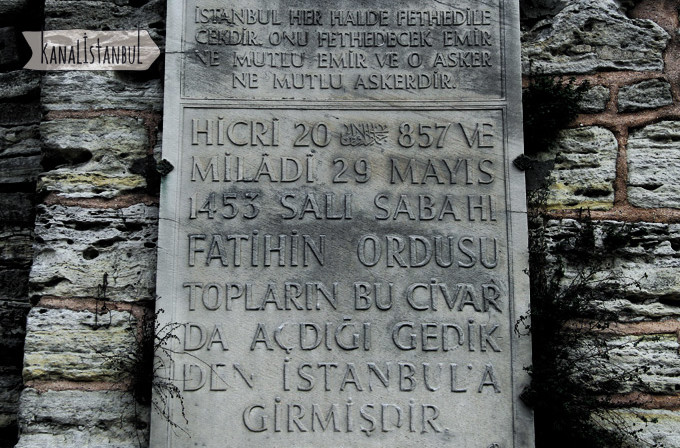 KANALİSTANBUL
İSTANBUL HER HALDE FETHEDİLE
CEKDİR. ONU FETHEDECEK EMİR
NE MUTLU EMİR VE O ASKER
NE MUTLU ASKERDİR.
HİCRİ 20 857 VE
MİLÂDİ 29 MAYIS
1453 SALI SABAHI
FATİHİN ORDUSU
TOPLARIN BU CİVAR
DA AÇDIĞI GEDİK
DEN İSTANBUL'A
GİRMİŞDİR.